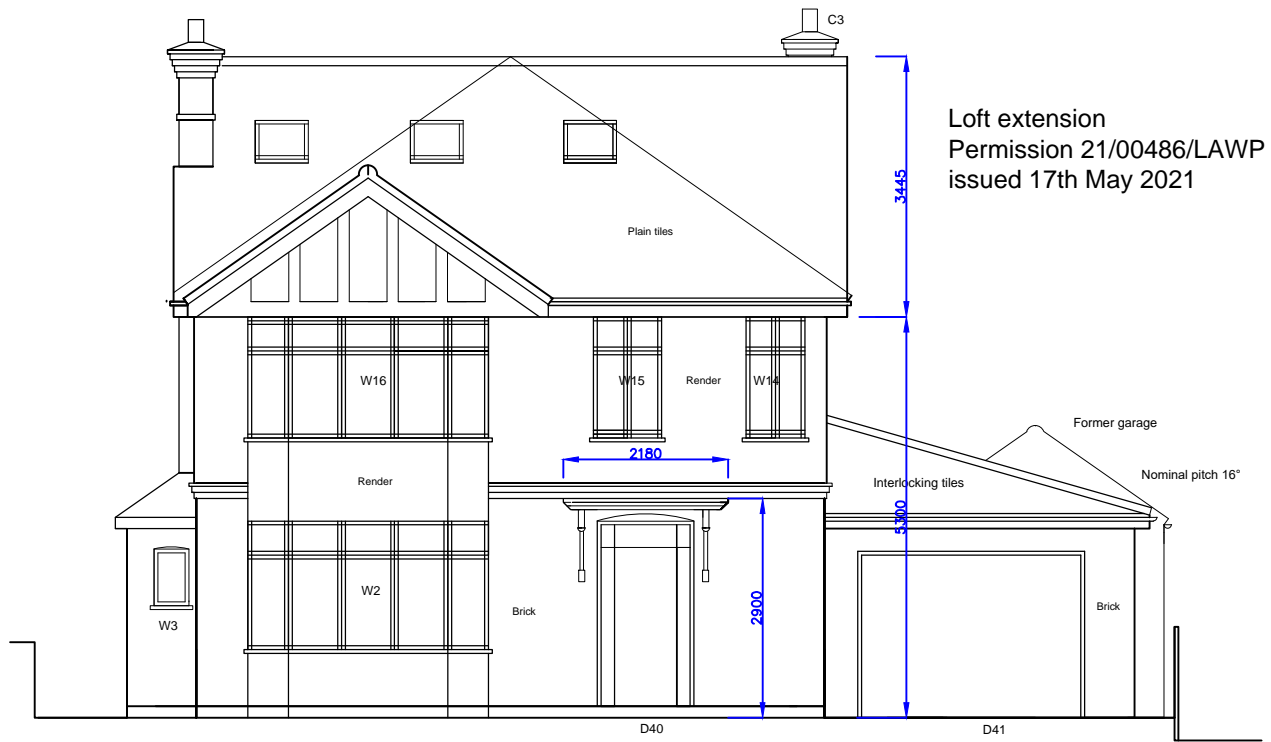 C3
Loft extension
Permission 21/00486/LAWP
issued 17th May 2021
3445
Plain tiles
W16
W15
Render
W14
Former garage
2180
Nominal pitch 16°
Render
Interlocking tiles
5300
W2
2900
Brick
Brick
W3
D40
D41